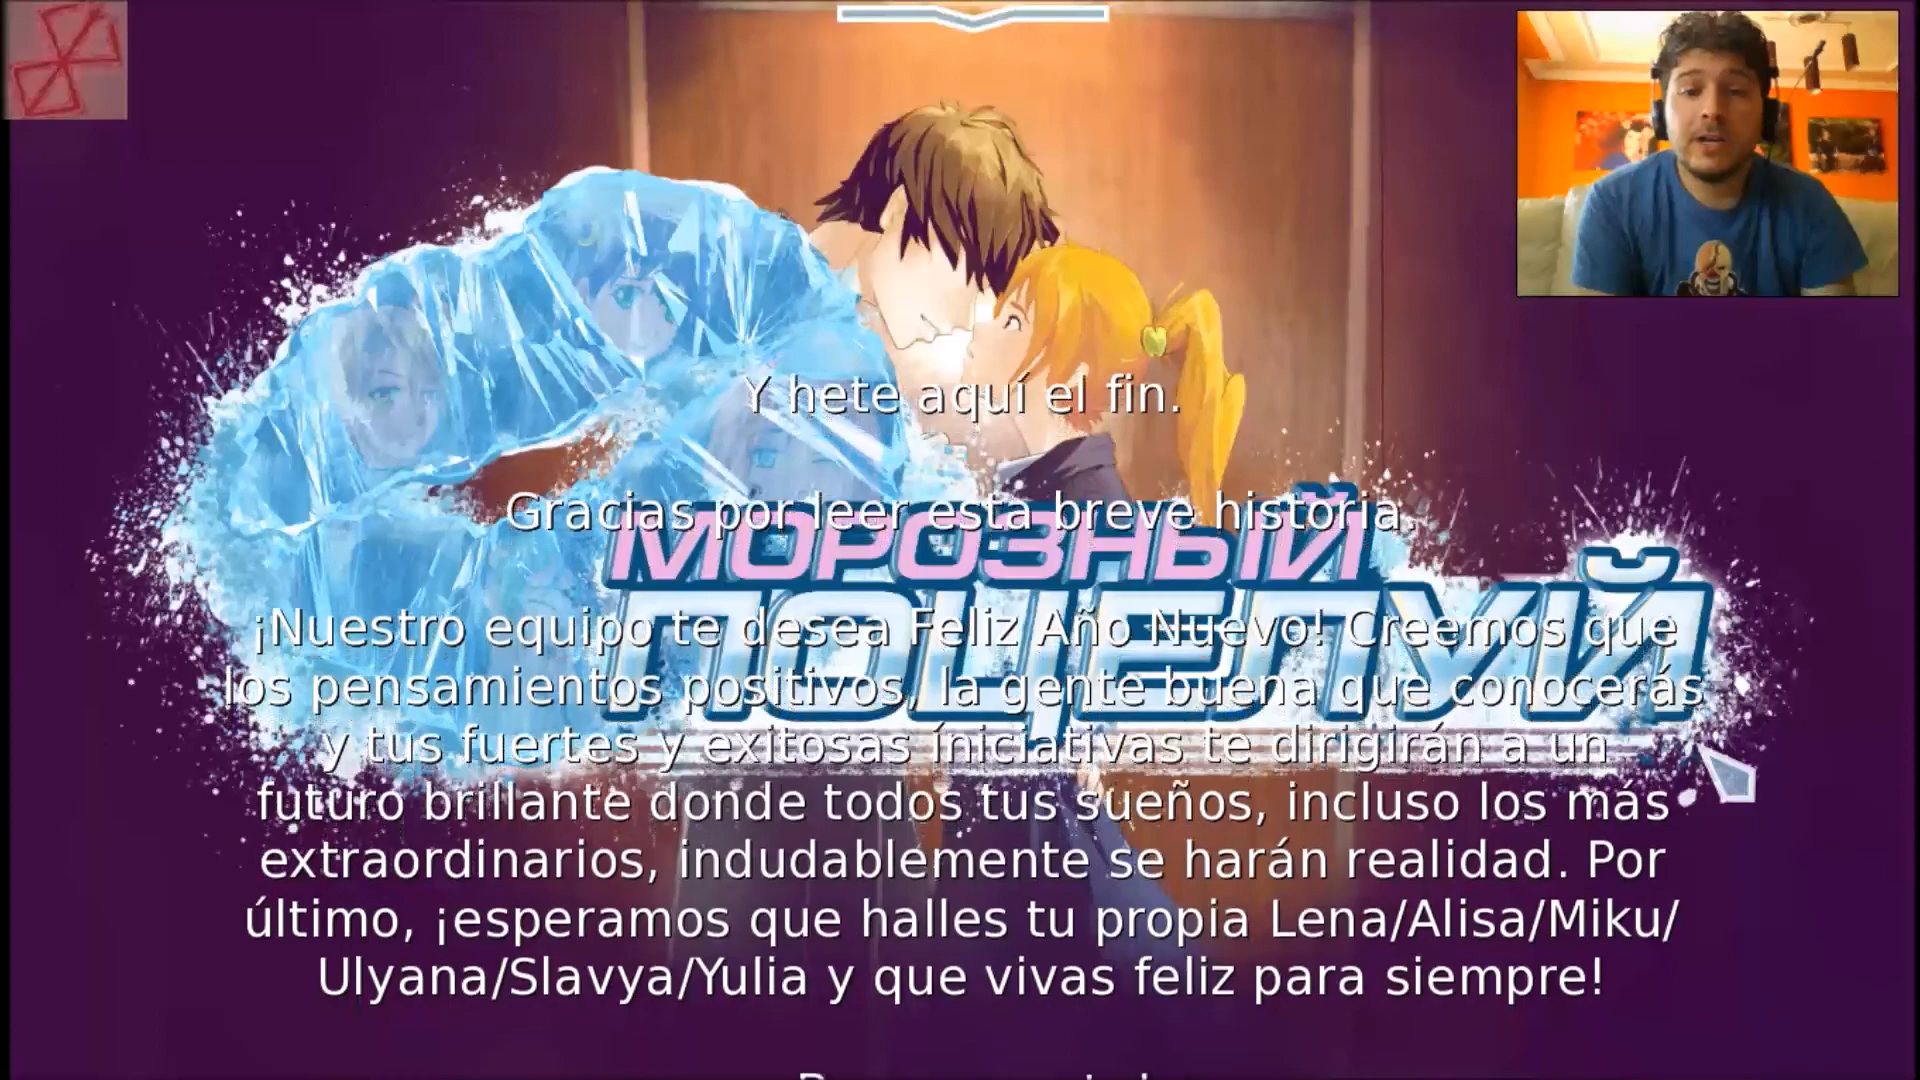 Y hete aquí el fin.
Gracias por leer esta breve historia.
МОРОЗНЫЙ
ПОЦЕЛУЙ
¡Nuestro equipo te desea Feliz Año Nuevo! Creemos que
los pensamientos positivos, la gente buena que conocerás
y tus fuertes y exitosas iniciativas te dirigirán a un
futuro brillante donde todos tus sueños, incluso los más
extraordinarios, indudablemente se harán realidad. Por
último, ¡esperamos que halles tu propia Lena/Alisa/Miku/
Ulyana/Slavya/Yulia y que vivas feliz para siempre!